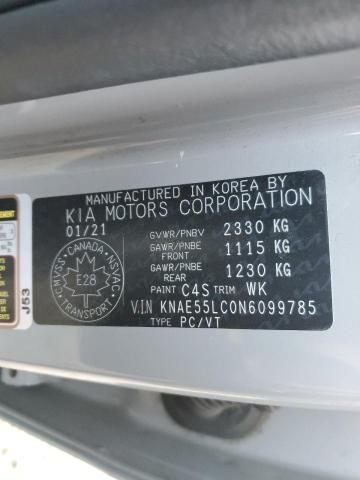 MANUFACTURED IN KOREA BY
KIA MOTORS CORPORATION
01/21
GVWR/PNBV 2330 KG
GAWR/PNBE FRONT 1115 KG
GAWR/PNBE REAR 1230 KG
PAINT C4S TRIM WK
V.I.N KNAE55LC0N6099785
TYPE PC/VT
CANADA
CMVSS
NSVAC
E28
TRANSPORT
J53